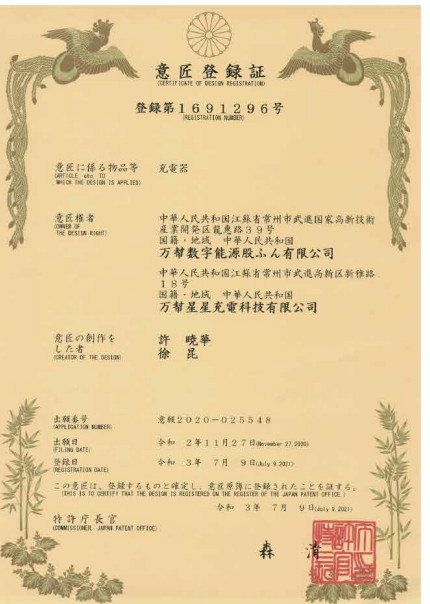 意匠登録証
(CERTIFICATE OF DESIGN REGISTRATION)
登録第1691296号
(REGISTRATION NUMBER)
意匠に係る物品等 充電器
(ARTICLE, etc. TO
WHICH THE DESIGN IS APPLIED)
意匠権者 中華人民共和国江蘇省常州市武進国家高新技術
(OWNER OF 産業開発区龍恵路39号
THE DESIGN RIGHT) 国籍・地域 中華人民共和国
万幇数字能源股ふん有限公司
中華人民共和国江蘇省常州市武進高新区新雅路
18号
国籍・地域 中華人民共和国
万幇星星充電科技有限公司
意匠の創作を 許 暁華
した者 徐 昆
(CREATOR OF THE DESIGN)
出願番号 意願2020-025548
(APPLICATION NUMBER)
出願日 令和 2年11月27日(November 27,2020)
(FILING DATE)
登録日 令和 3年 7月 9日(July 9,2021)
(REGISTRATION DATE)
この意匠は、登録するものと確定し、意匠原簿に登録されたことを証する。
(THIS IS TO CERTIFY THAT THE DESIGN IS REGISTERED ON THE REGISTER OF THE JAPAN PATENT OFFICE.)
令和 3年 7月 9日(July 9,2021)
特許庁長官
(COMMISSIONER, JAPAN PATENT OFFICE)
森 清